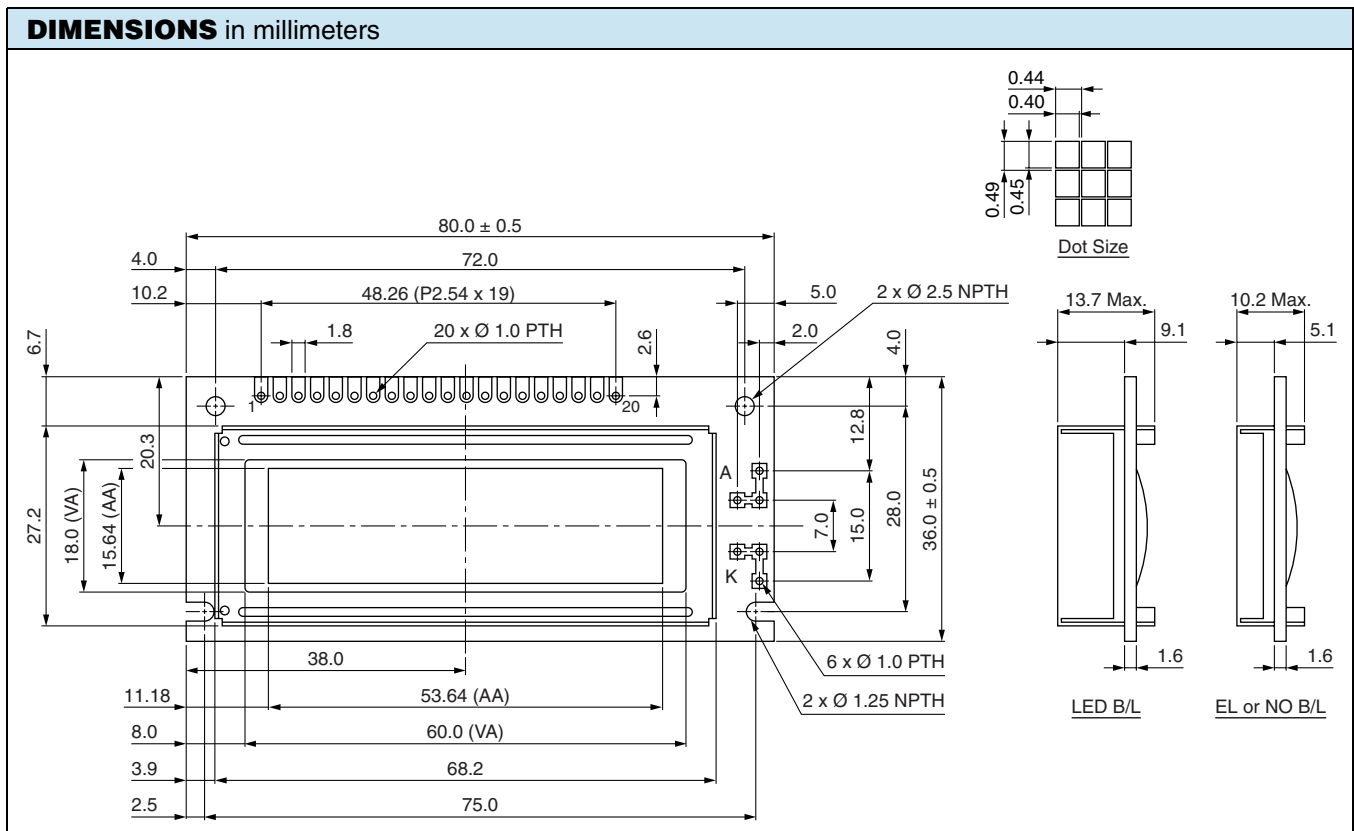 DIMENSIONS in millimeters
0.44
0.40
0.49
0.45
Dot Size
80.0 ± 0.5
4.0
72.0
10.2
48.26 (P2.54 x 19)
5.0
2 x Ø 2.5 NPTH
13.7 Max.
10.2 Max.
6.7
1.8
20 x Ø 1.0 PTH
2.6
2.0
4.0
9.1
5.1
1
20
27.2
18.0 (VA)
15.64 (AA)
20.3
A
K
7.0
12.8
15.0
28.0
36.0 ± 0.5
38.0
6 x Ø 1.0 PTH
1.6
1.6
11.18
53.64 (AA)
2 x Ø 1.25 NPTH
LED B/L
EL or NO B/L
8.0
60.0 (VA)
3.9
68.2
2.5
75.0